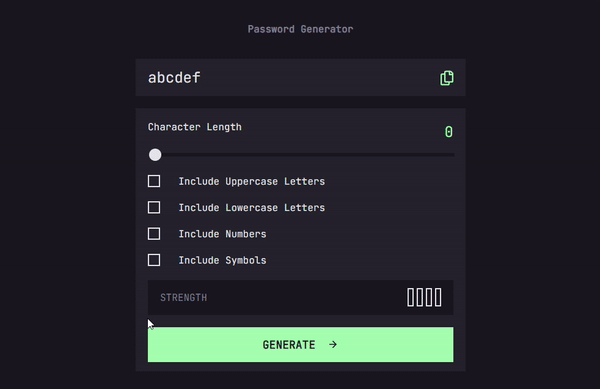 Password Generator
abcdef
Character Length
0
Include Uppercase Letters
Include Lowercase Letters
Include Numbers
Include Symbols
STRENGTH
GENERATE →